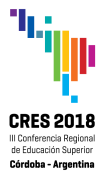 CRES 2018
III Conferencia Regional
de Educación Superior
Córdoba - Argentina